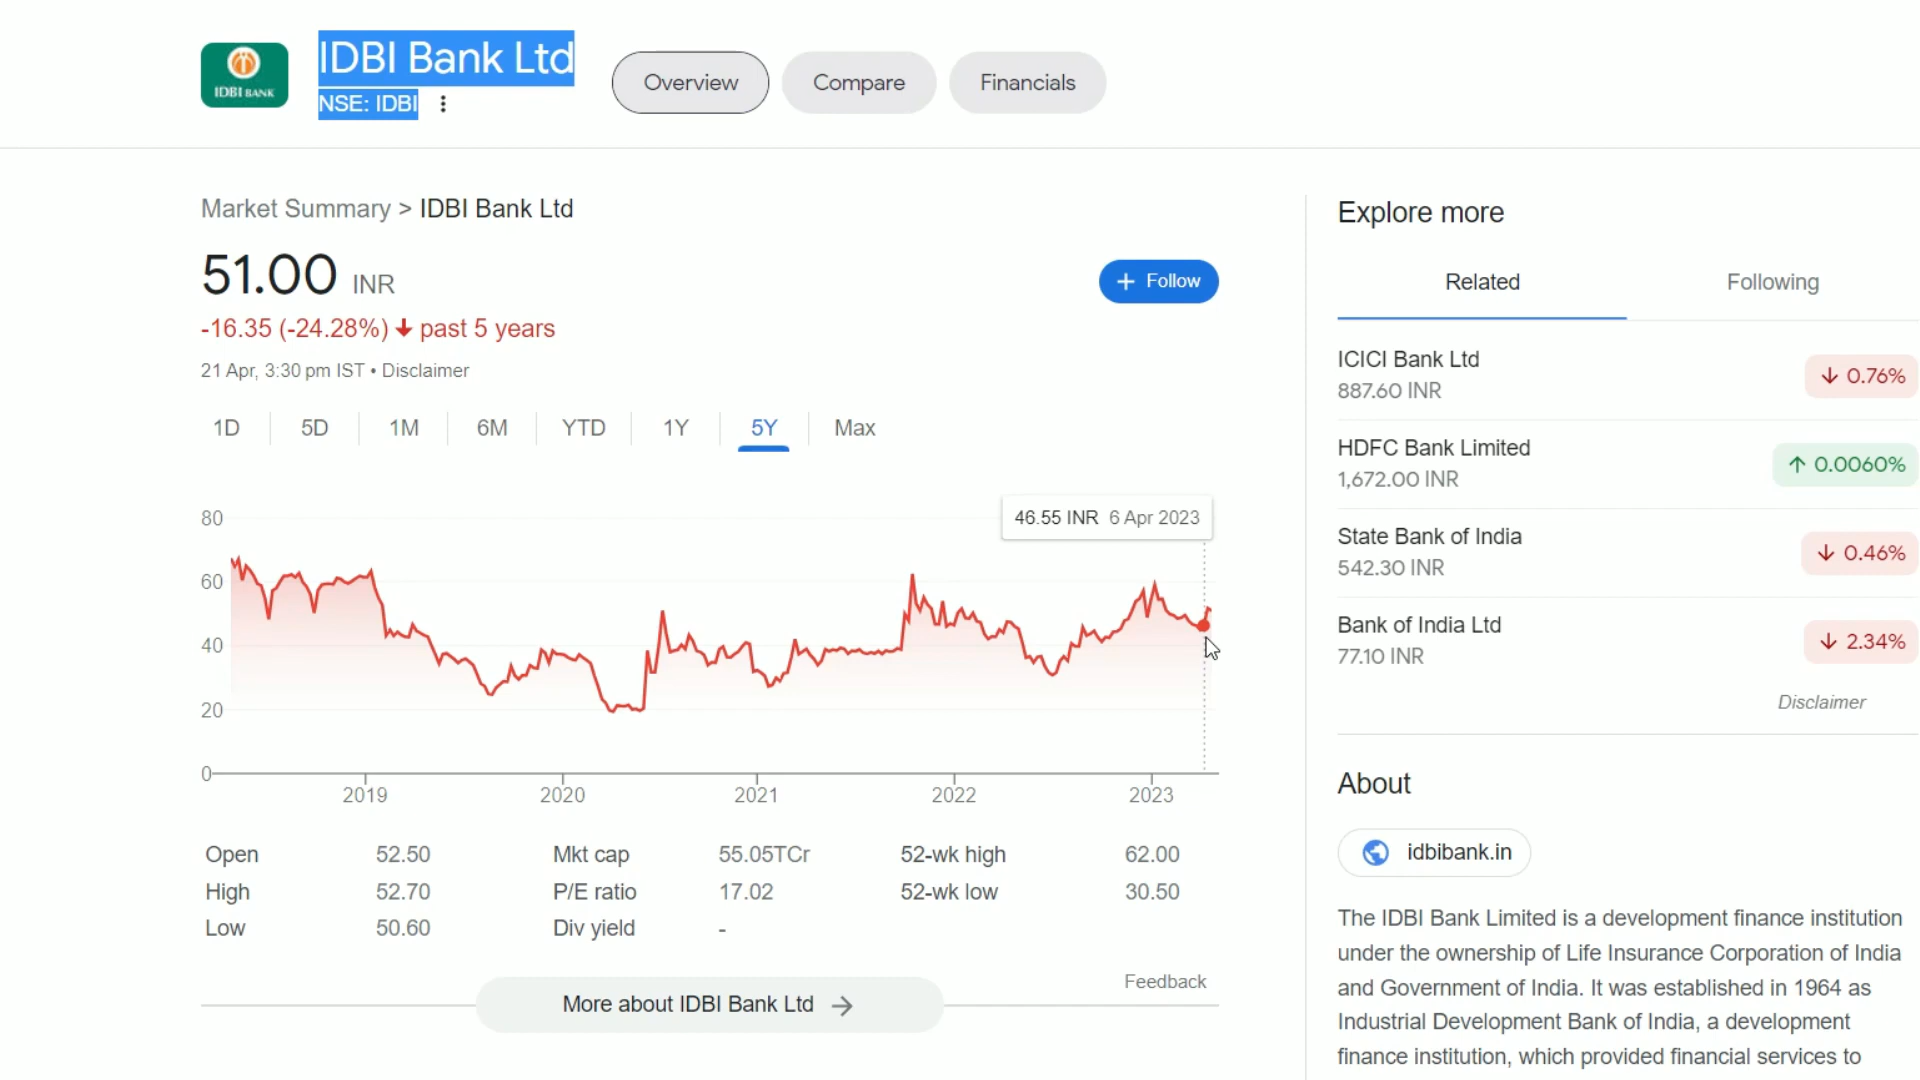 IDBI BANK
IDBI Bank Ltd
NSE: IDBI
Overview
Compare
Financials
Market Summary > IDBI Bank Ltd
51.00 INR
+ Follow
-16.35 (-24.28%) ↓ past 5 years
21 Apr, 3:30 pm IST • Disclaimer
1D 5D 1M 6M YTD 1Y 5Y Max
46.55 INR 6 Apr 2023
80
60
40
20
0
2019 2020 2021 2022 2023
Open 52.50 Mkt cap 55.05TCr 52-wk high 62.00
High 52.70 P/E ratio 17.02 52-wk low 30.50
Low 50.60 Div yield -
Feedback
More about IDBI Bank Ltd →
Explore more
Related Following
ICICI Bank Ltd
887.60 INR
↓ 0.76%
HDFC Bank Limited
1,672.00 INR
↑ 0.0060%
State Bank of India
542.30 INR
↓ 0.46%
Bank of India Ltd
77.10 INR
↓ 2.34%
Disclaimer
About
idbibank.in
The IDBI Bank Limited is a development finance institution
under the ownership of Life Insurance Corporation of India
and Government of India. It was established in 1964 as
Industrial Development Bank of India, a development
finance institution, which provided financial services to